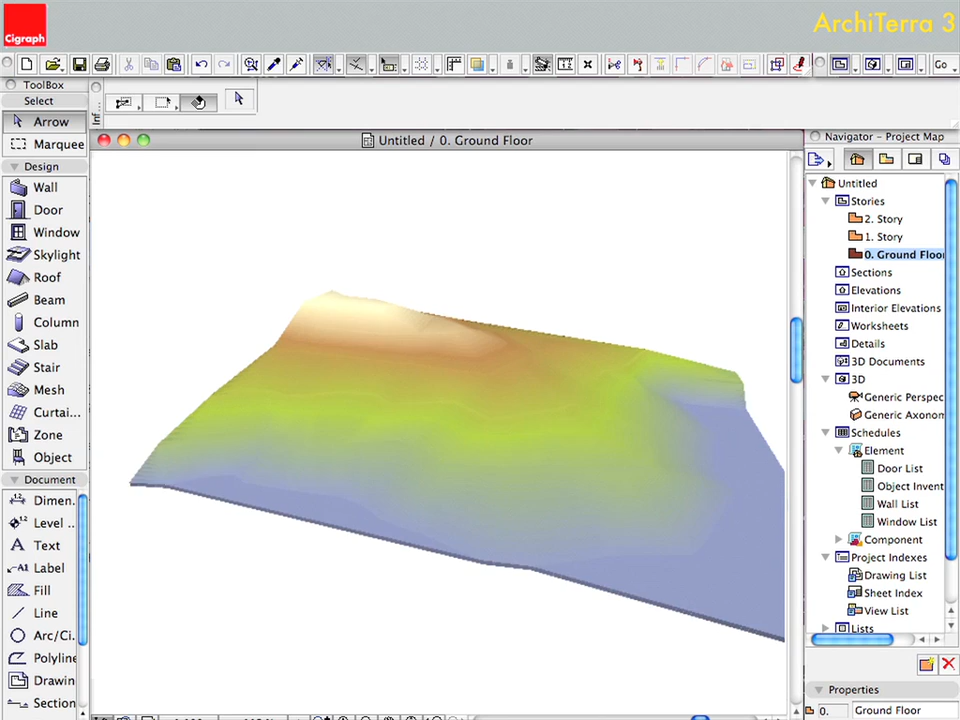 Cigraph
ArchiTerra 3
Go
ToolBox
Select
Arrow
Marquee
Design
Wall
Door
Window
Skylight
Roof
Beam
Column
Slab
Stair
Mesh
Curtai...
Zone
Object
Document
Dimen.
Level ..
Text
Label
Fill
Line
Arc/Ci.
Polyline
Drawin
Section
Untitled / 0. Ground Floor
Navigator - Project Map
Untitled
Stories
2. Story
1. Story
0. Ground Floor
Sections
Elevations
Interior Elevations
Worksheets
Details
3D Documents
3D
Generic Perspec
Generic Axonon
Schedules
Element
Door List
Object Invent
Wall List
Window List
Component
Project Indexes
Drawing List
Sheet Index
View List
Lists
Properties
0.
Ground Floor